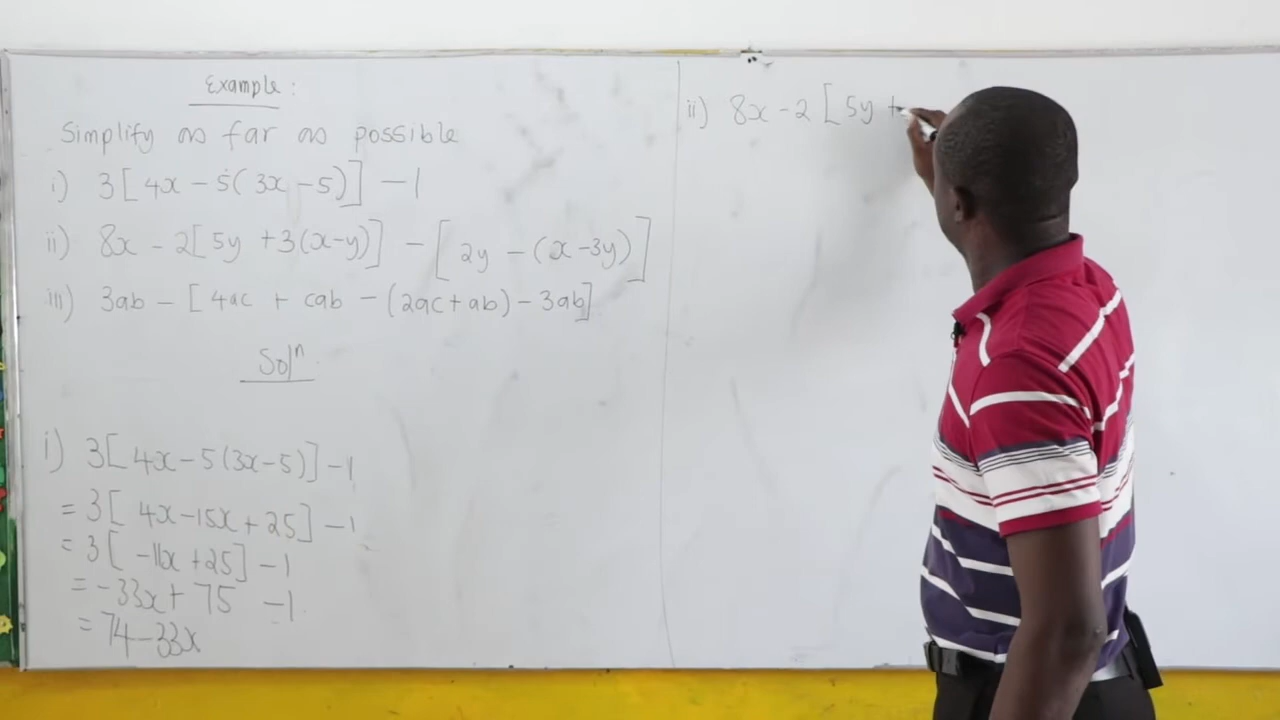 Example:
Simplify as far as possible
i) 3[4x - 5(3x - 5)] - 1
ii) 8x - 2[5y + 3(x - y)] - [2y - (x - 3y)]
iii) 3ab - [4ac + cab - (2ac + ab) - 3ab]
Solⁿ
i) 3[4x - 5(3x - 5)] - 1
= 3[4x - 15x + 25] - 1
= 3[-11x + 25] - 1
= -33x + 75 - 1
= 74 - 33x
ii) 8x - 2[5y +